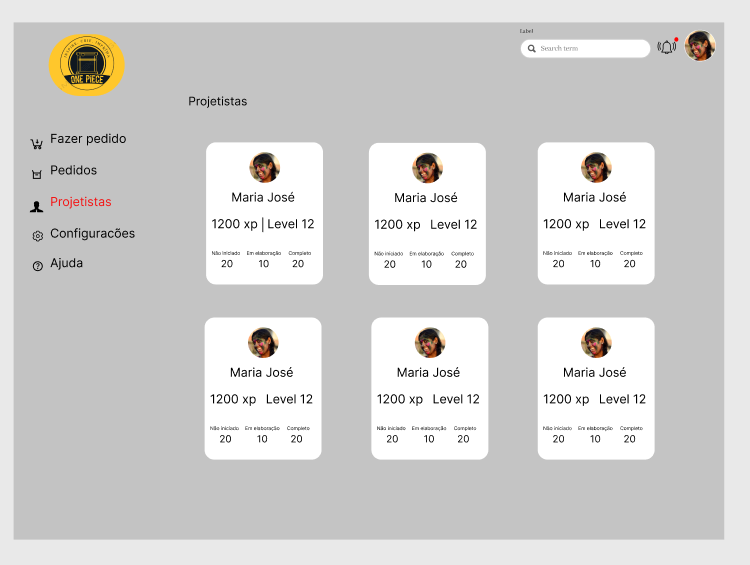 ONE PIECE
Label
Search term
Fazer pedido
Pedidos
Projetistas
Configuracões
Ajuda
Projetistas
Maria José
1200 xp | Level 12
Não Iniciado Em elaboração Completo
20 10 20
Maria José
1200 xp Level 12
Não Iniciado Em elaboração Completo
20 10 20
Maria José
1200 xp Level 12
Não Iniciado Em elaboração Completo
20 10 20
Maria José
1200 xp Level 12
Não Iniciado Em elaboração Completo
20 10 20
Maria José
1200 xp Level 12
Não Iniciado Em elaboração Completo
20 10 20
Maria José
1200 xp Level 12
Não Iniciado Em elaboração Completo
20 10 20